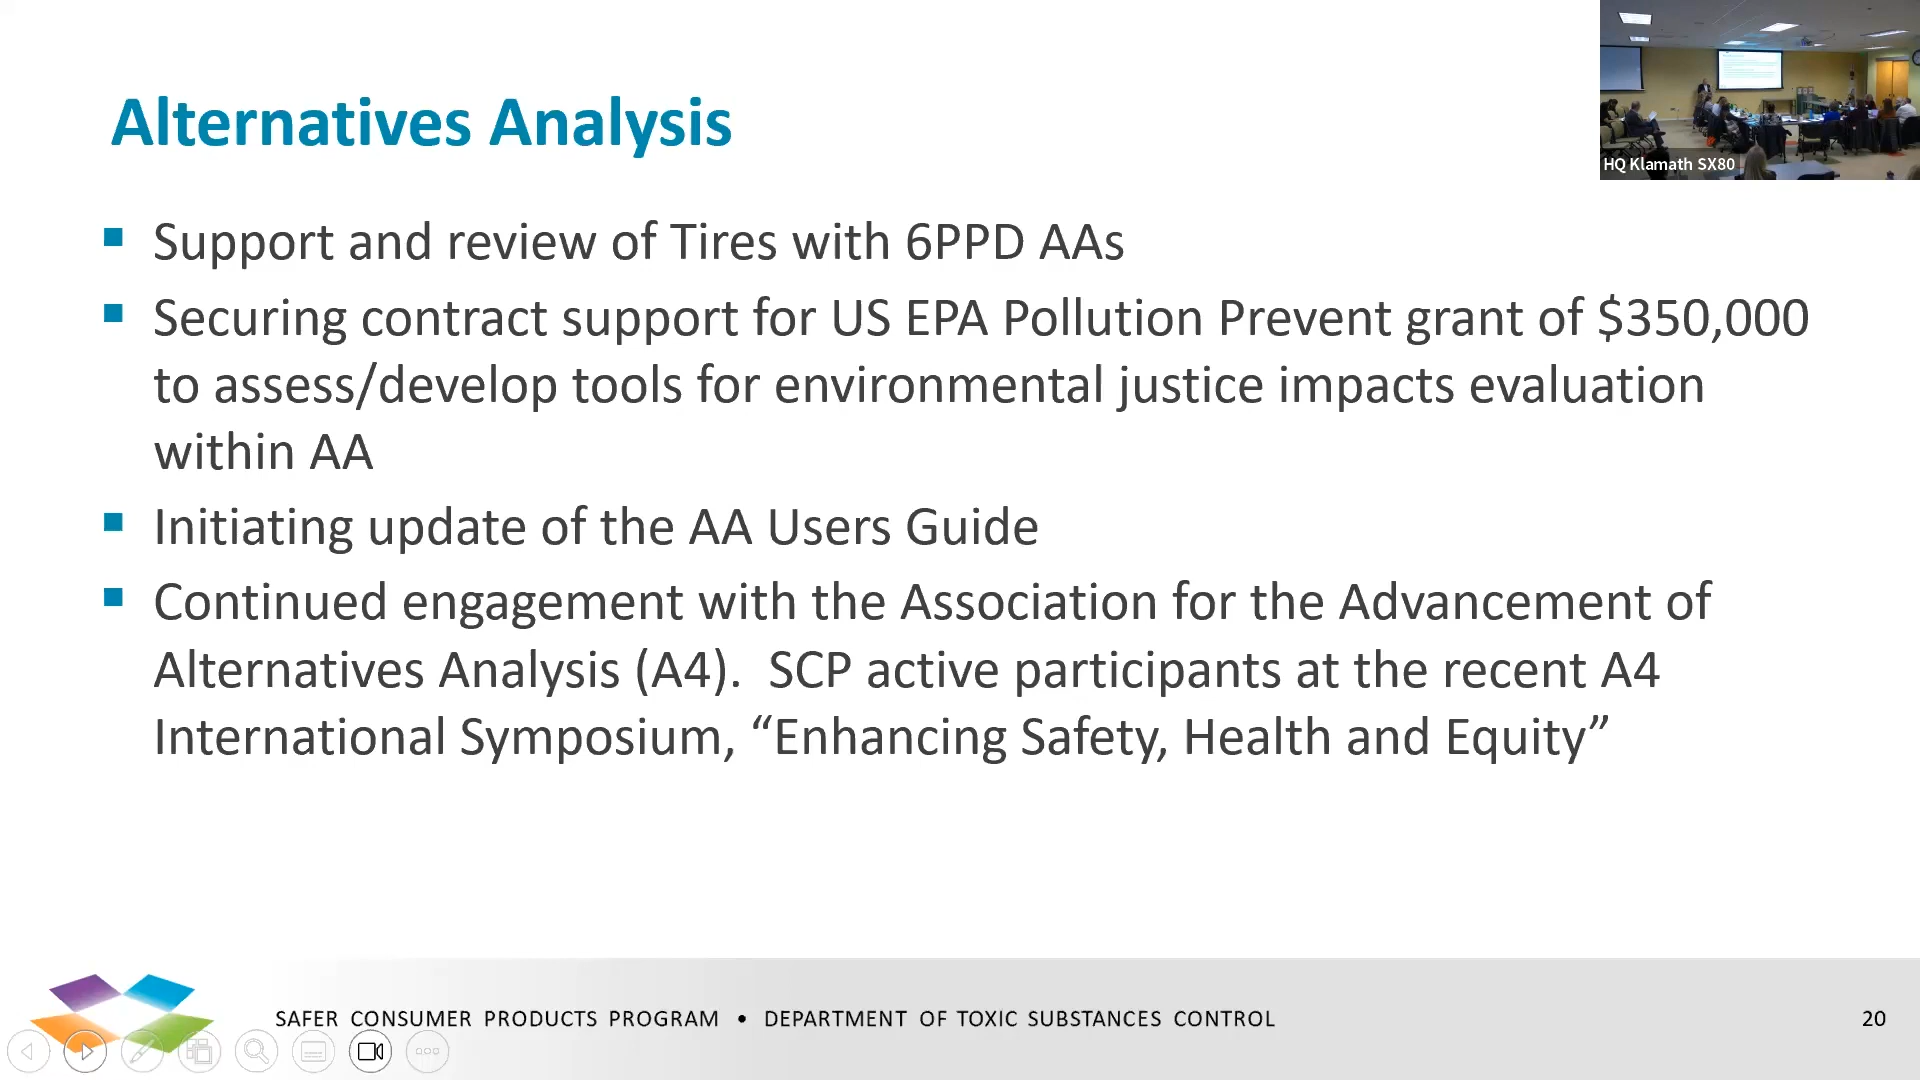 Alternatives Analysis
HQ Klamath SX80
Support and review of Tires with 6PPD AAs
Securing contract support for US EPA Pollution Prevent grant of $350,000
to assess/develop tools for environmental justice impacts evaluation
within AA
Initiating update of the AA Users Guide
Continued engagement with the Association for the Advancement of
Alternatives Analysis (A4).  SCP active participants at the recent A4
International Symposium, “Enhancing Safety, Health and Equity”
SAFER CONSUMER PRODUCTS PROGRAM • DEPARTMENT OF TOXIC SUBSTANCES CONTROL
20